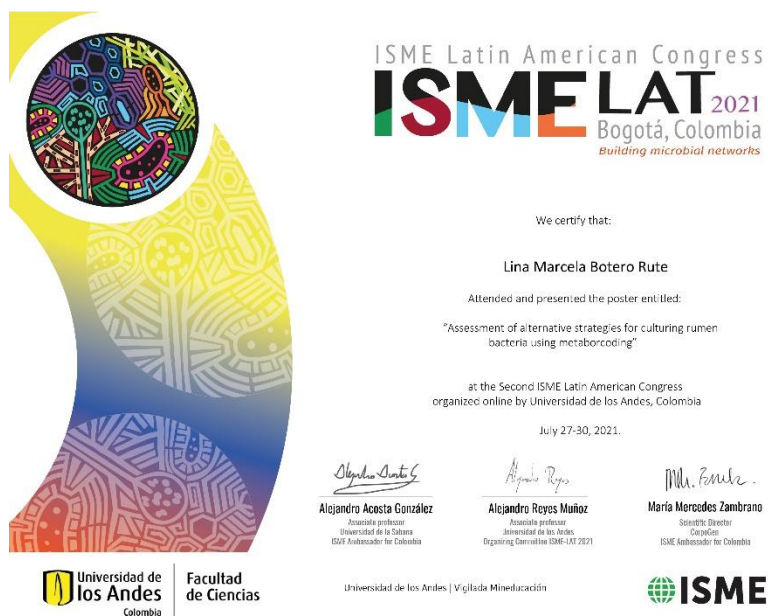 ISME Latin American Congress
ISME LAT 2021
Bogotá, Colombia
Building microbial networks
We certify that:
Lina Marcela Botero Rute
Attended and presented the poster entitled:
"Assessment of alternative strategies for culturing rumen
bacteria using metaborcoding"
at the Second ISME Latin American Congress
organized online by Universidad de los Andes, Colombia
July 27-30, 2021.
Alejandro Acosta González
Associate professor
Universidad de la Sabana
ISME Ambassador for Colombia
Alejandro Reyes Muñoz
Associate professor
Universidad de los Andes
Organizing Committee ISME-LAT 2021
María Mercedes Zambrano
Scientific Director
CorpoGen
ISME Ambassador for Colombia
Universidad de
los Andes
Colombia
Facultad
de Ciencias
Universidad de los Andes | Vigilada Mineducación
ISME